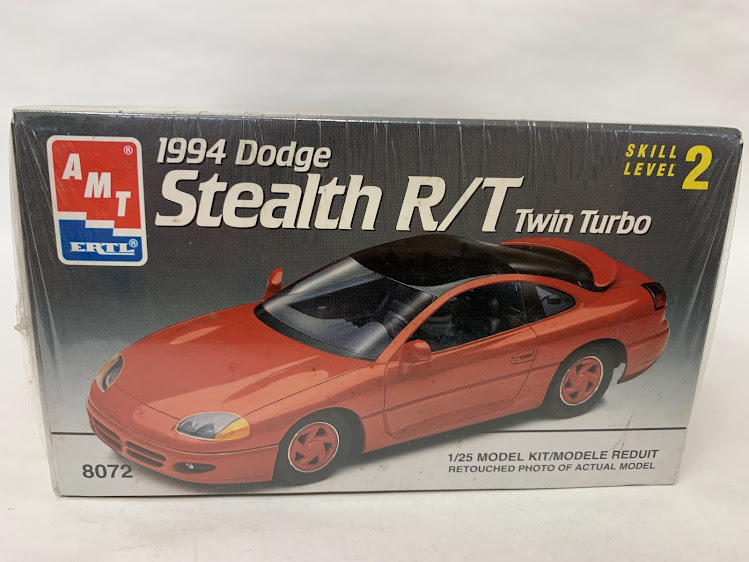 AMT®
ERTL®
1994 Dodge
Stealth R/T Twin Turbo
SKILL
LEVEL 2
8072
1/25 MODEL KIT/MODELE REDUIT
RETOUCHED PHOTO OF ACTUAL MODEL